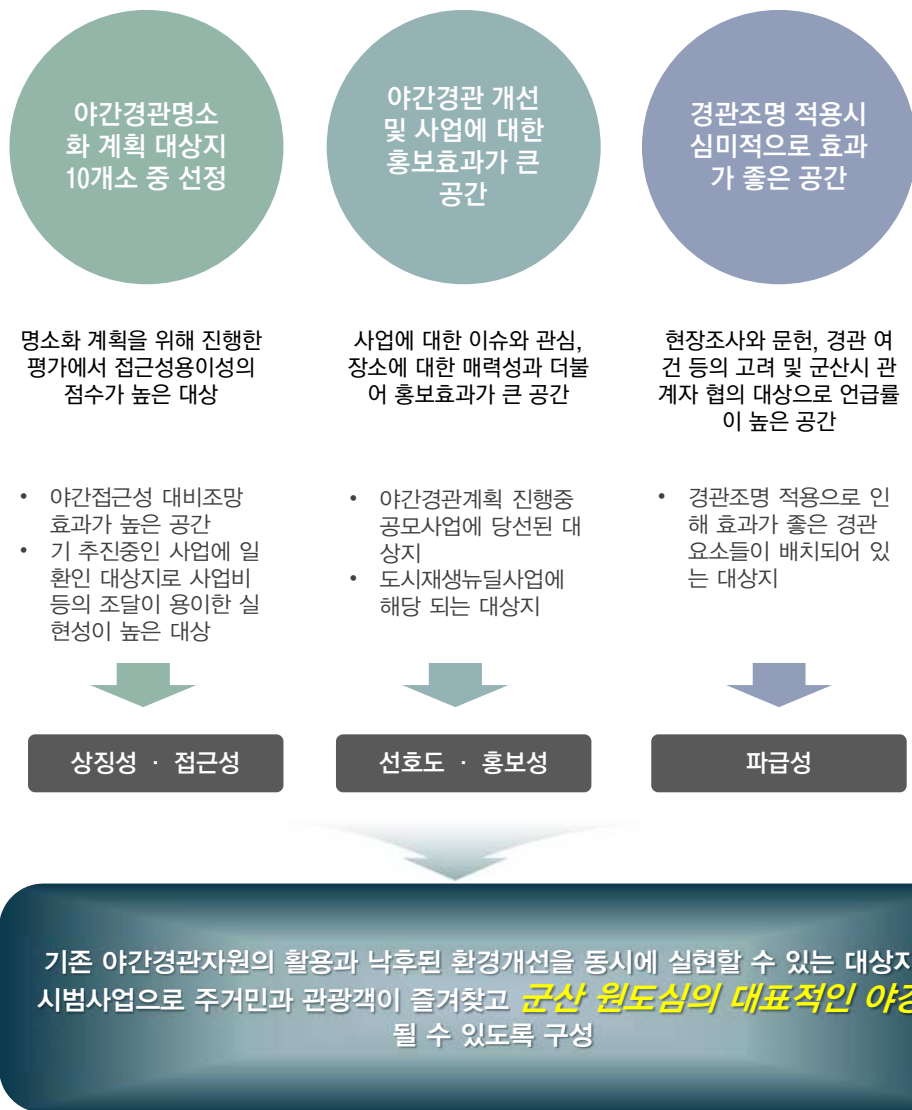 야간경관명소
화 계획 대상지
10개소 중 선정
야간경관 개선
및 사업에 대한
홍보효과가 큰
공간
경관조명 적용시
심미적으로 효과
가 좋은 공간
명소화 계획을 위해 진행한
평가에서 접근성용이성의
점수가 높은 대상
사업에 대한 이슈와 관심,
장소에 대한 매력성과 더불
어 홍보효과가 큰 공간
현장조사와 문헌, 경관 여
건 등의 고려 및 군산시 관
계자 협의 대상으로 언급률
이 높은 공간
• 야간접근성 대비조망
효과가 높은 공간
• 기 추진중인 사업에 일
환인 대상지로 사업비
등의 조달이 용이한 실
현성이 높은 대상
• 야간경관계획 진행중
공모사업에 당선된 대
상지
• 도시재생뉴딜사업에
해당 되는 대상지
• 경관조명 적용으로 인
해 효과가 좋은 경관
요소들이 배치되어 있
는 대상지
상징성 · 접근성
선호도 · 홍보성
파급성
기존 야간경관자원의 활용과 낙후된 환경개선을 동시에 실현할 수 있는 대상지
시범사업으로 주거민과 관광객이 즐겨찾고 군산 원도심의 대표적인
될 수 있도록 구성